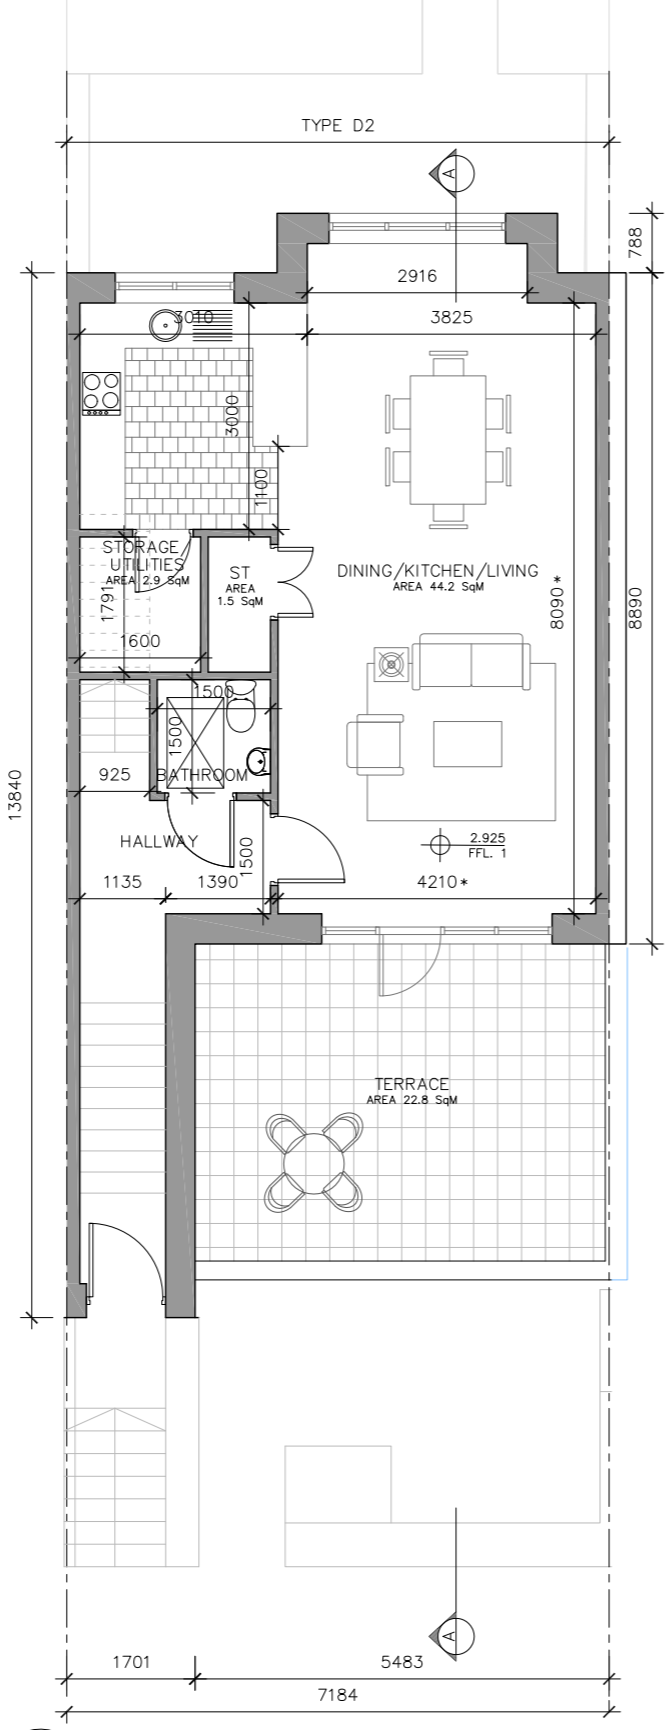 TYPE D2
A
788
2916
3010
3825
3000
1100
STORAGE
UTILITIES
AREA 2.9 SqM
1791
1600
ST
AREA
1.5 SqM
DINING/KITCHEN/LIVING
AREA 44.2 SqM
8090*
8890
1500
1500
925
BATHROOM
13840
HALLWAY
1500
2.925
FFL. 1
1135
1390
4210*
TERRACE
AREA 22.8 SqM
A
1701
5483
7184